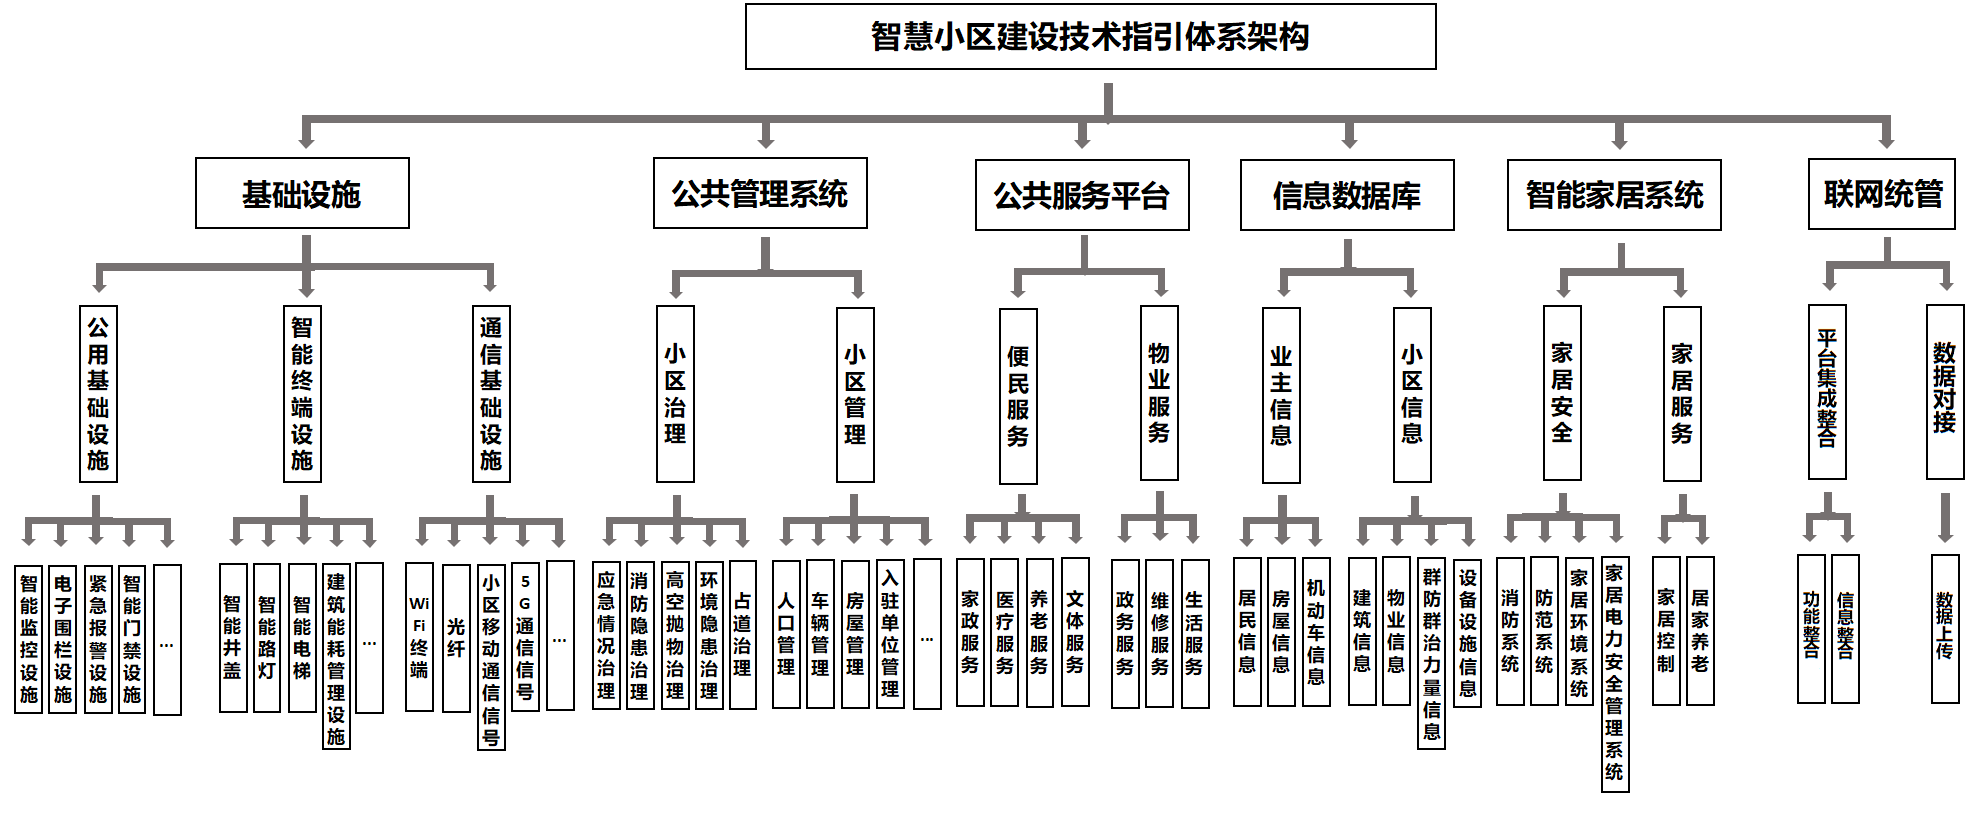 智慧小区建设技术指引体系架构
基础设施
公共管理系统
公共服务平台
信息数据库
智能家居系统
联网统管
公用基础设施
智能终端设施
通信基础设施
小区治理
小区管理
便民服务
物业服务
业主信息
小区信息
家居安全
家居服务
平台集成整合
数据对接
智能监控设施
电子围栏设施
紧急报警设施
智能门禁设施
...
智能井盖
智能路灯
智能电梯
建筑能耗管理设施
...
WiFi终端
光纤
小区移动通信信号
5G通信信号
...
应急情况治理
消防隐患治理
高空抛物治理
环境隐患治理
占道治理
人口管理
车辆管理
房屋管理
入驻单位管理
...
家政服务
医疗服务
养老服务
文体服务
政务服务
维修服务
生活服务
居民信息
房屋信息
机动车信息
建筑信息
物业信息
群防群治力量信息
设备设施信息
消防系统
防范系统
家居环境系统
家居电力安全管理系统
家居控制
居家养老
功能整合
信息整合
数据上传